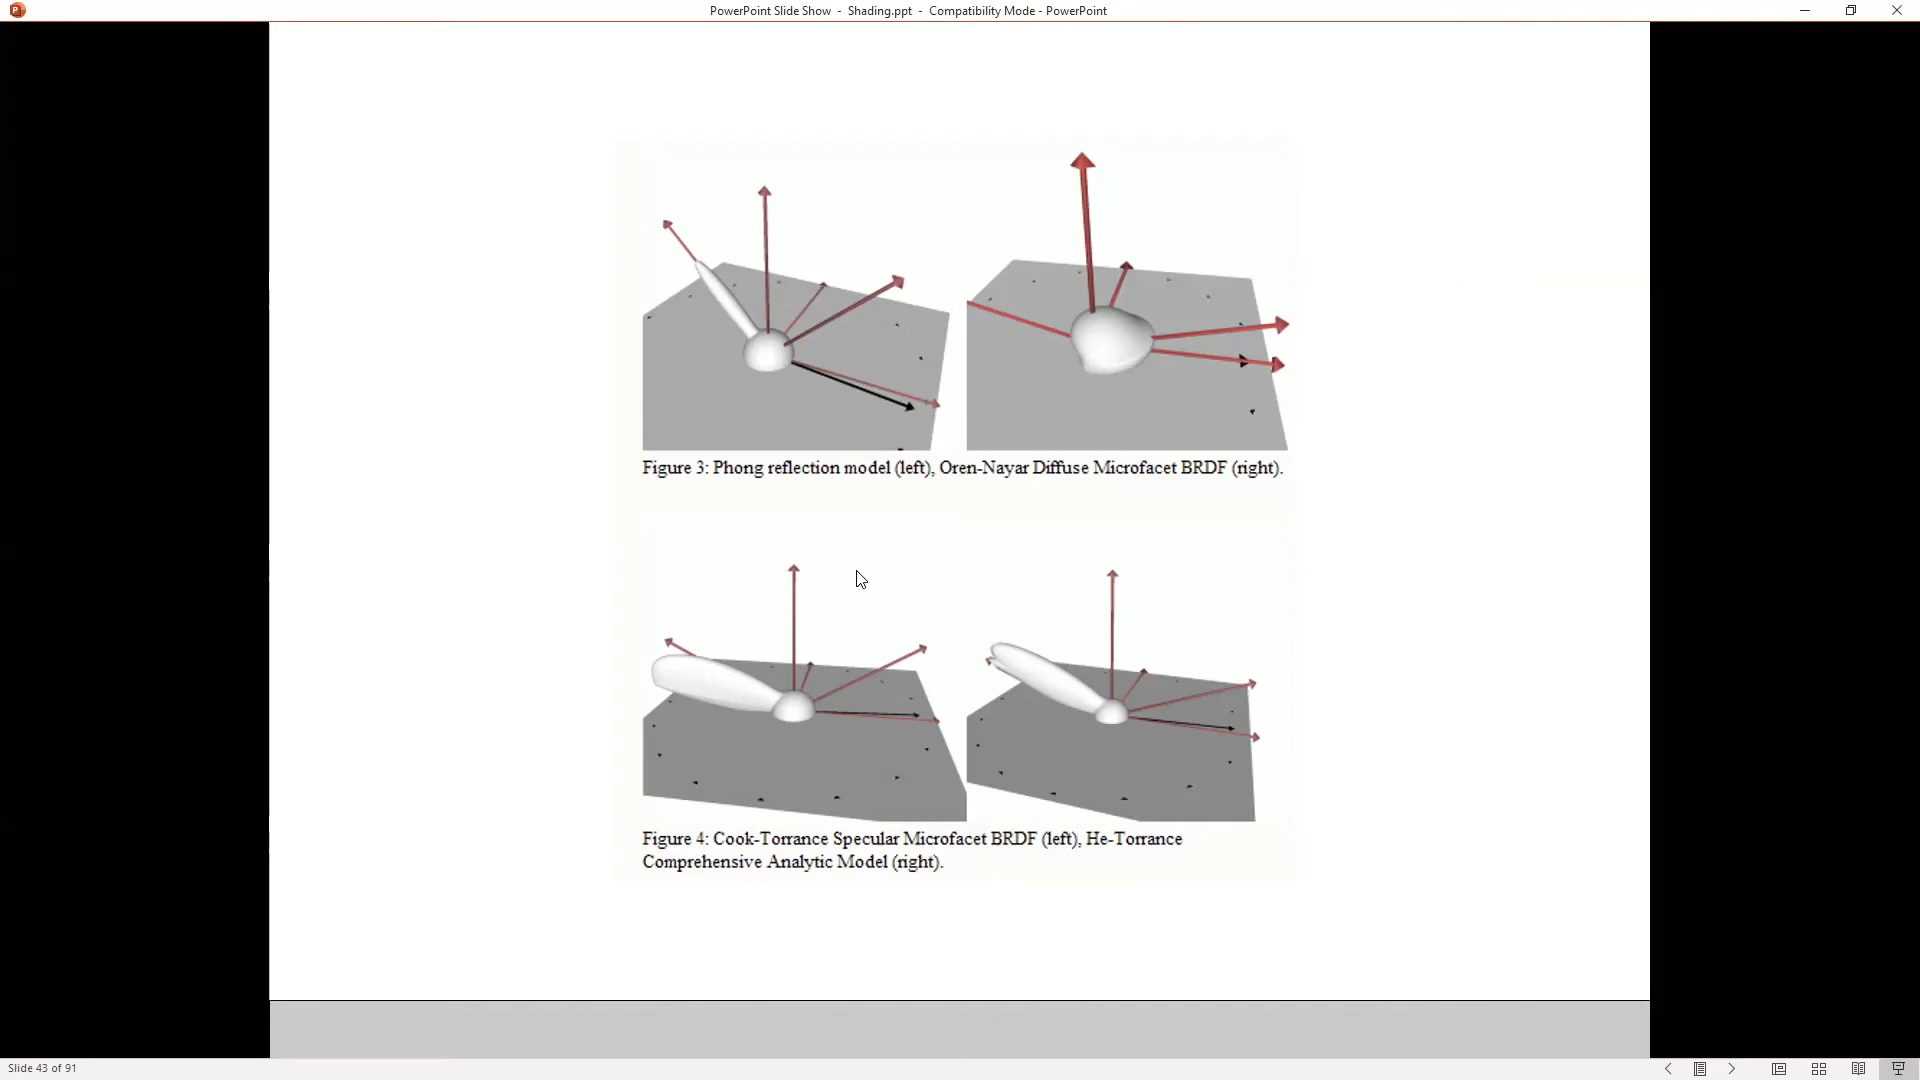 PowerPoint Slide Show - Shading.ppt - Compatibility Mode - PowerPoint
Figure 3: Phong reflection model (left), Oren-Nayar Diffuse Microfacet BRDF (right).
Figure 4: Cook-Torrance Specular Microfacet BRDF (left), He-Torrance
Comprehensive Analytic Model (right).
Slide 43 of 91